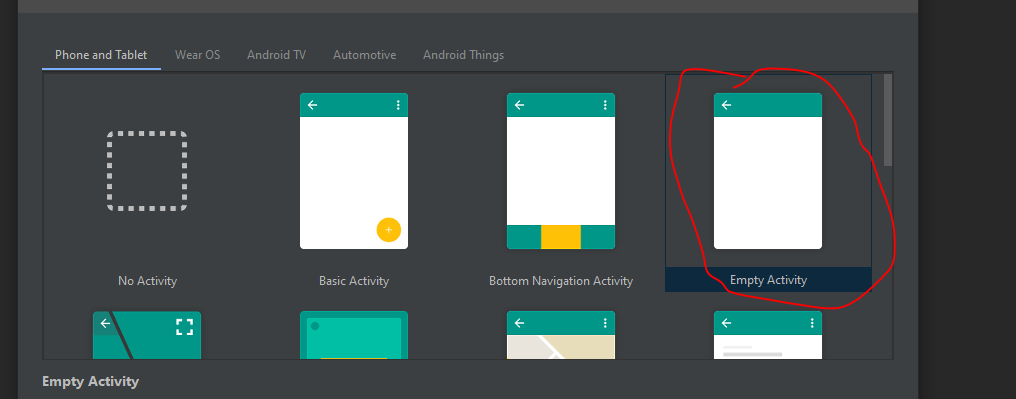 Phone and Tablet Wear OS Android TV Automotive Android Things
No Activity Basic Activity Bottom Navigation Activity Empty Activity
Empty Activity